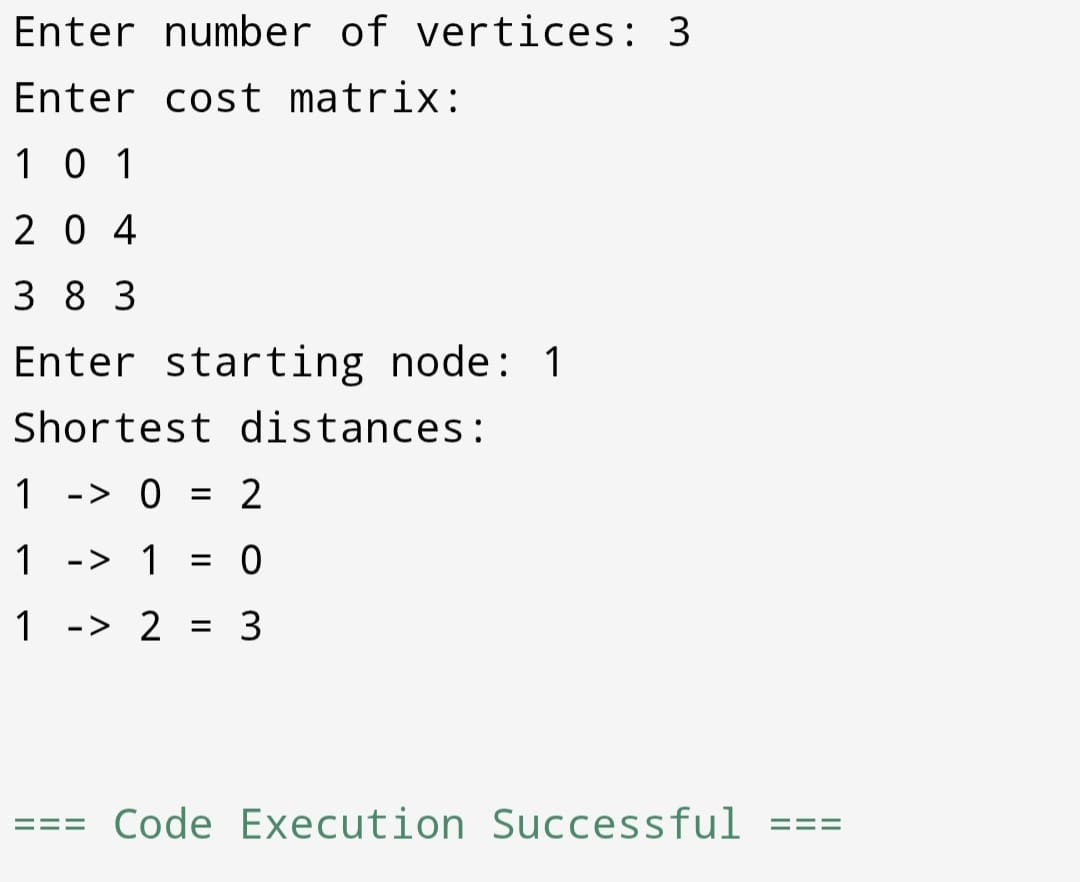 Enter number of vertices: 3
Enter cost matrix:
1 0 1
2 0 4
3 8 3
Enter starting node: 1
Shortest distances:
1 -> 0 = 2
1 -> 1 = 0
1 -> 2 = 3
=== Code Execution Successful ===